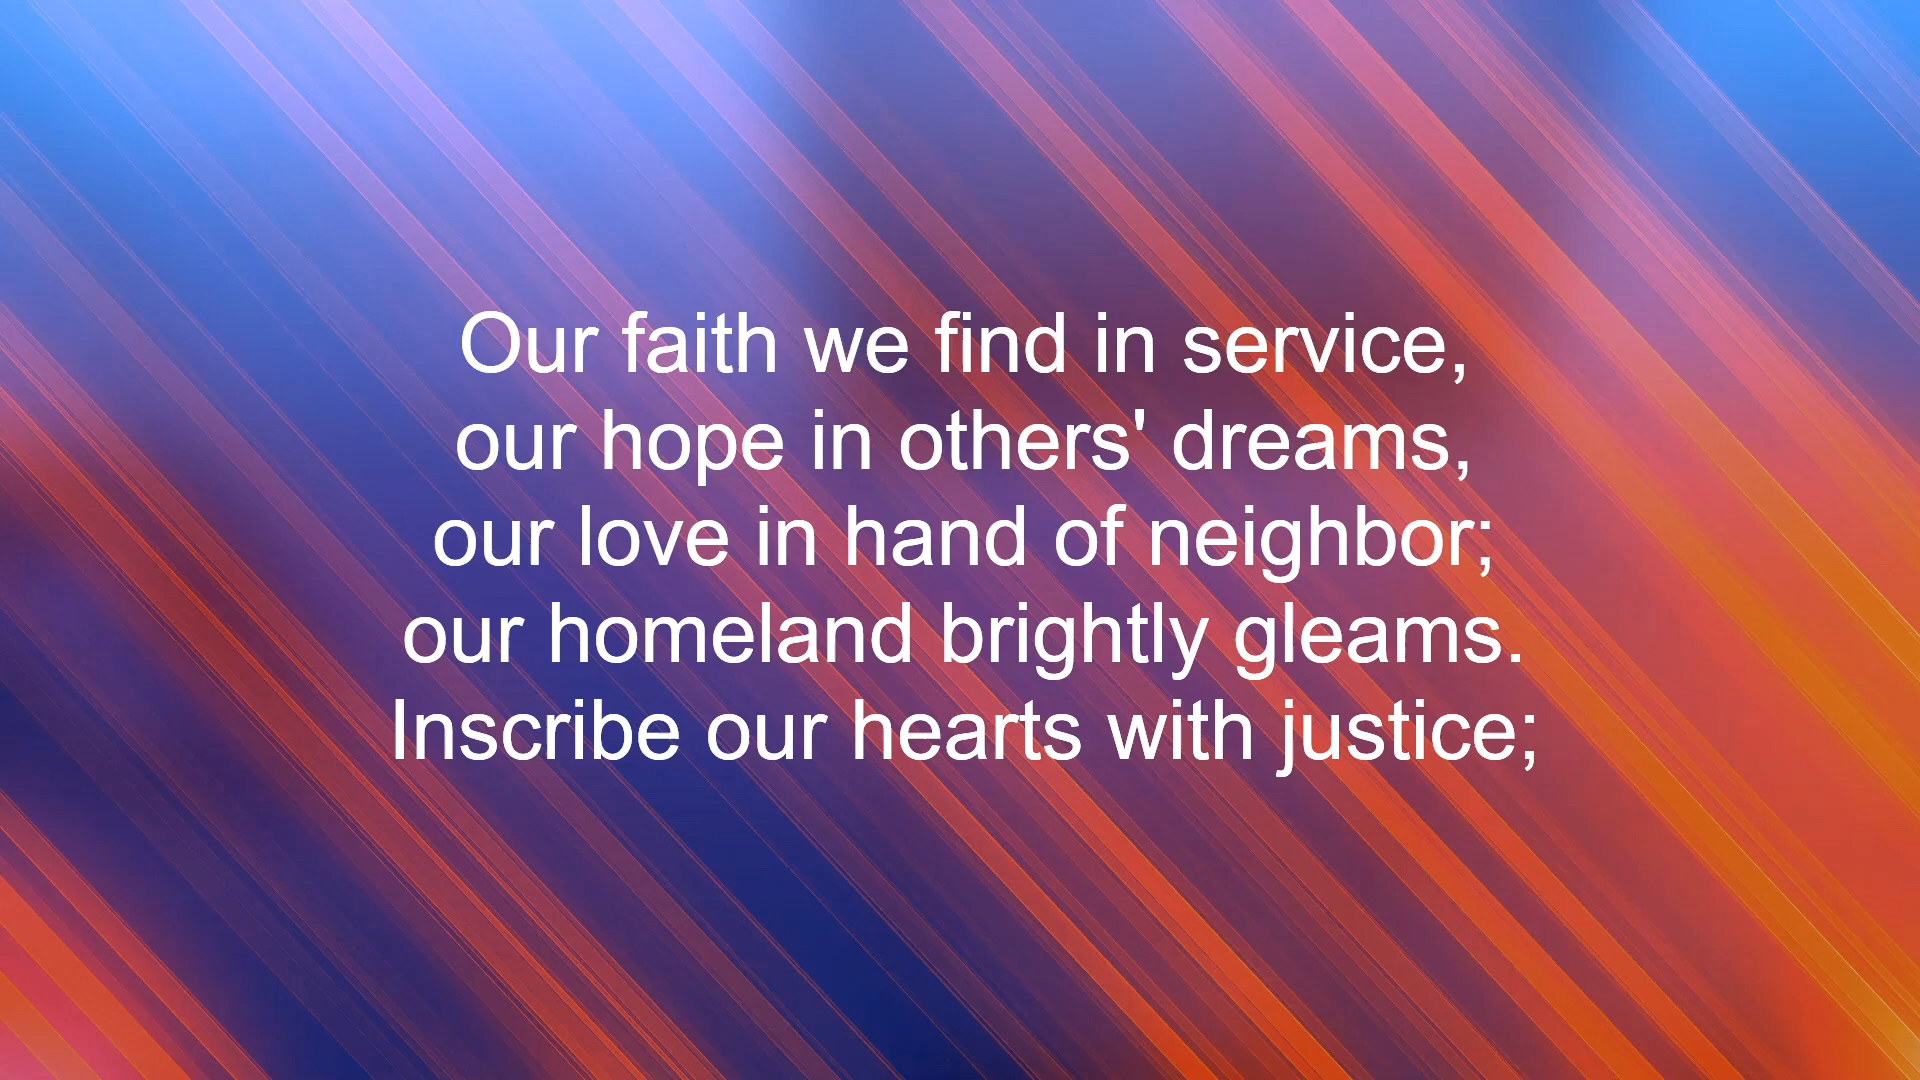 Our faith we find in service,
our hope in others' dreams,
our love in hand of neighbor;
our homeland brightly gleams.
Inscribe our hearts with justice;